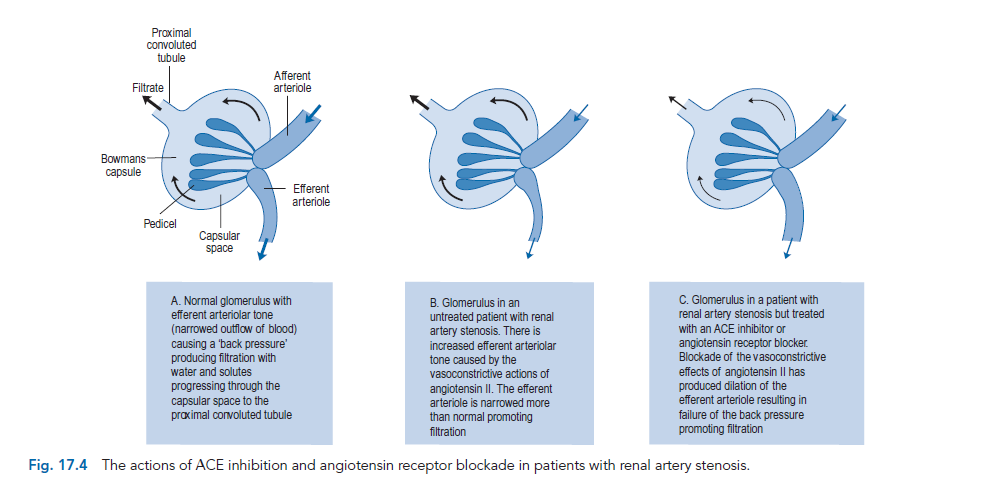 Proximal
convoluted
tubule
Filtrate
Afferent
arteriole
Bowmans
capsule
Efferent
arteriole
Pedicel
Capsular
space
A. Normal glomerulus with
efferent arteriolar tone
(narrowed outflow of blood)
causing a ‘back pressure’
producing filtration with
water and solutes
progressing through the
capsular space to the
proximal convoluted tubule
B. Glomerulus in an
untreated patient with renal
artery stenosis. There is
increased efferent arteriolar
tone caused by the
vasoconstrictive actions of
angiotensin II. The efferent
arteriole is narrowed more
than normal promoting
filtration
C. Glomerulus in a patient with
renal artery stenosis but treated
with an ACE inhibitor or
angiotensin receptor blocker.
Blockade of the vasoconstrictive
effects of angiotensin II has
produced dilation of the
efferent arteriole resulting in
failure of the back pressure
promoting filtration
Fig. 17.4 The actions of ACE inhibition and angiotensin receptor blockade in patients with renal artery stenosis.